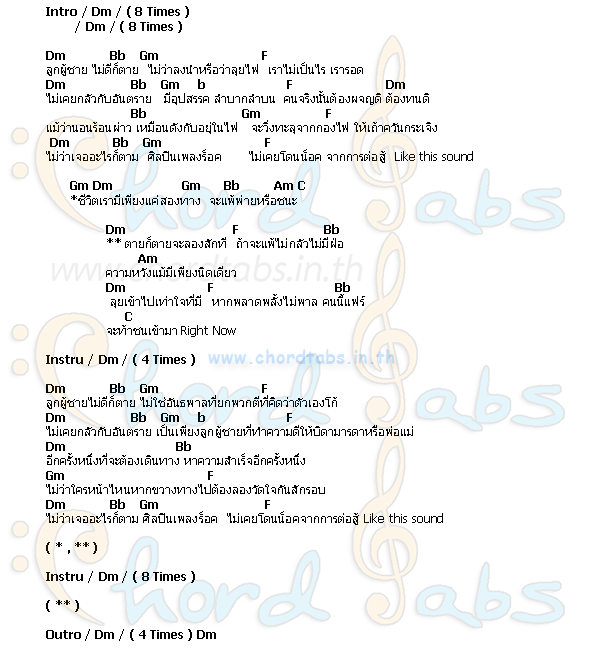 Intro / Dm / ( 8 Times )
/ Dm / ( 8 Times )
Dm Bb Gm F
ลูกผู้ชาย ไม่ดีก็ตาย ไม่ว่าลงน้ำหรือว่าลุยไฟ เราไม่เป็นไร เรารอด
Dm Bb Gm b F Dm
ไม่เคยกลัวกับอันตราย มีอุปสรรค ลำบากลำบน คนจริงนั้นต้องผจญดิ ต้องทนดิ
Bb Gm F
แม้ว่านอนร้อนผ่าว เหมือนดังกับอยู่ในไฟ จะวิ่งทะลุจากกองไฟ ให้เถ้าควันกระเจิง
Dm Bb Gm F
ไม่ว่าเจออะไรก็ตาม ศิลปินเพลงร็อค ไม่เคยโดนน็อค จากการต่อสู้ Like this sound
Gm Dm Gm Bb Am C
*ชีวิตเรามีเพียงแค่สองทาง จะแพ้พ่ายหรือชนะ
Dm F Bb
** ตายก็ตายจะลองสักที ถ้าจะแพ้ไม่กลัวไม่มีฝ่อ
Am
ความหวังแม้มีเพียงนิดเดียว
Dm F Bb
ลุยเข้าไปเท่าใจที่มี หากพลาดพลั้งไม่พาล คนนี้แฟร์
C
จะท้าชนเข้ามา Right Now
Instru / Dm / ( 4 Times )
Dm Bb Gm F
ลูกผู้ชายไม่ดีก็ตาย ไม่ใช่อันธพาลที่ยกพวกตีที่คิดว่าตัวเองโก้
Dm Bb Gm b F
ไม่เคยกลัวกับอันตราย เป็นเพียงลูกผู้ชายที่ทำความดีให้บิดามารดาหรือพ่อแม่
Dm Bb
อีกครั้งหนึ่งที่จะต้องเดินทาง หาความสำเร็จอีกครั้งหนึ่ง
Gm F
ไม่ว่าใครหน้าไหนหากขวางทางไปต้องลองวัดใจกันสักรอบ
Dm Bb Gm F
ไม่ว่าเจออะไรก็ตาม ศิลปินเพลงร็อค ไม่เคยโดนน็อคจากการต่อสู้ Like this sound
( * , ** )
Instru / Dm / ( 8 Times )
( ** )
Outro / Dm / ( 4 Times ) Dm
Chord Tabs
www.chordtabs.in.th
www.chordtabs.in.th
Chord Tabs
Chord Tabs